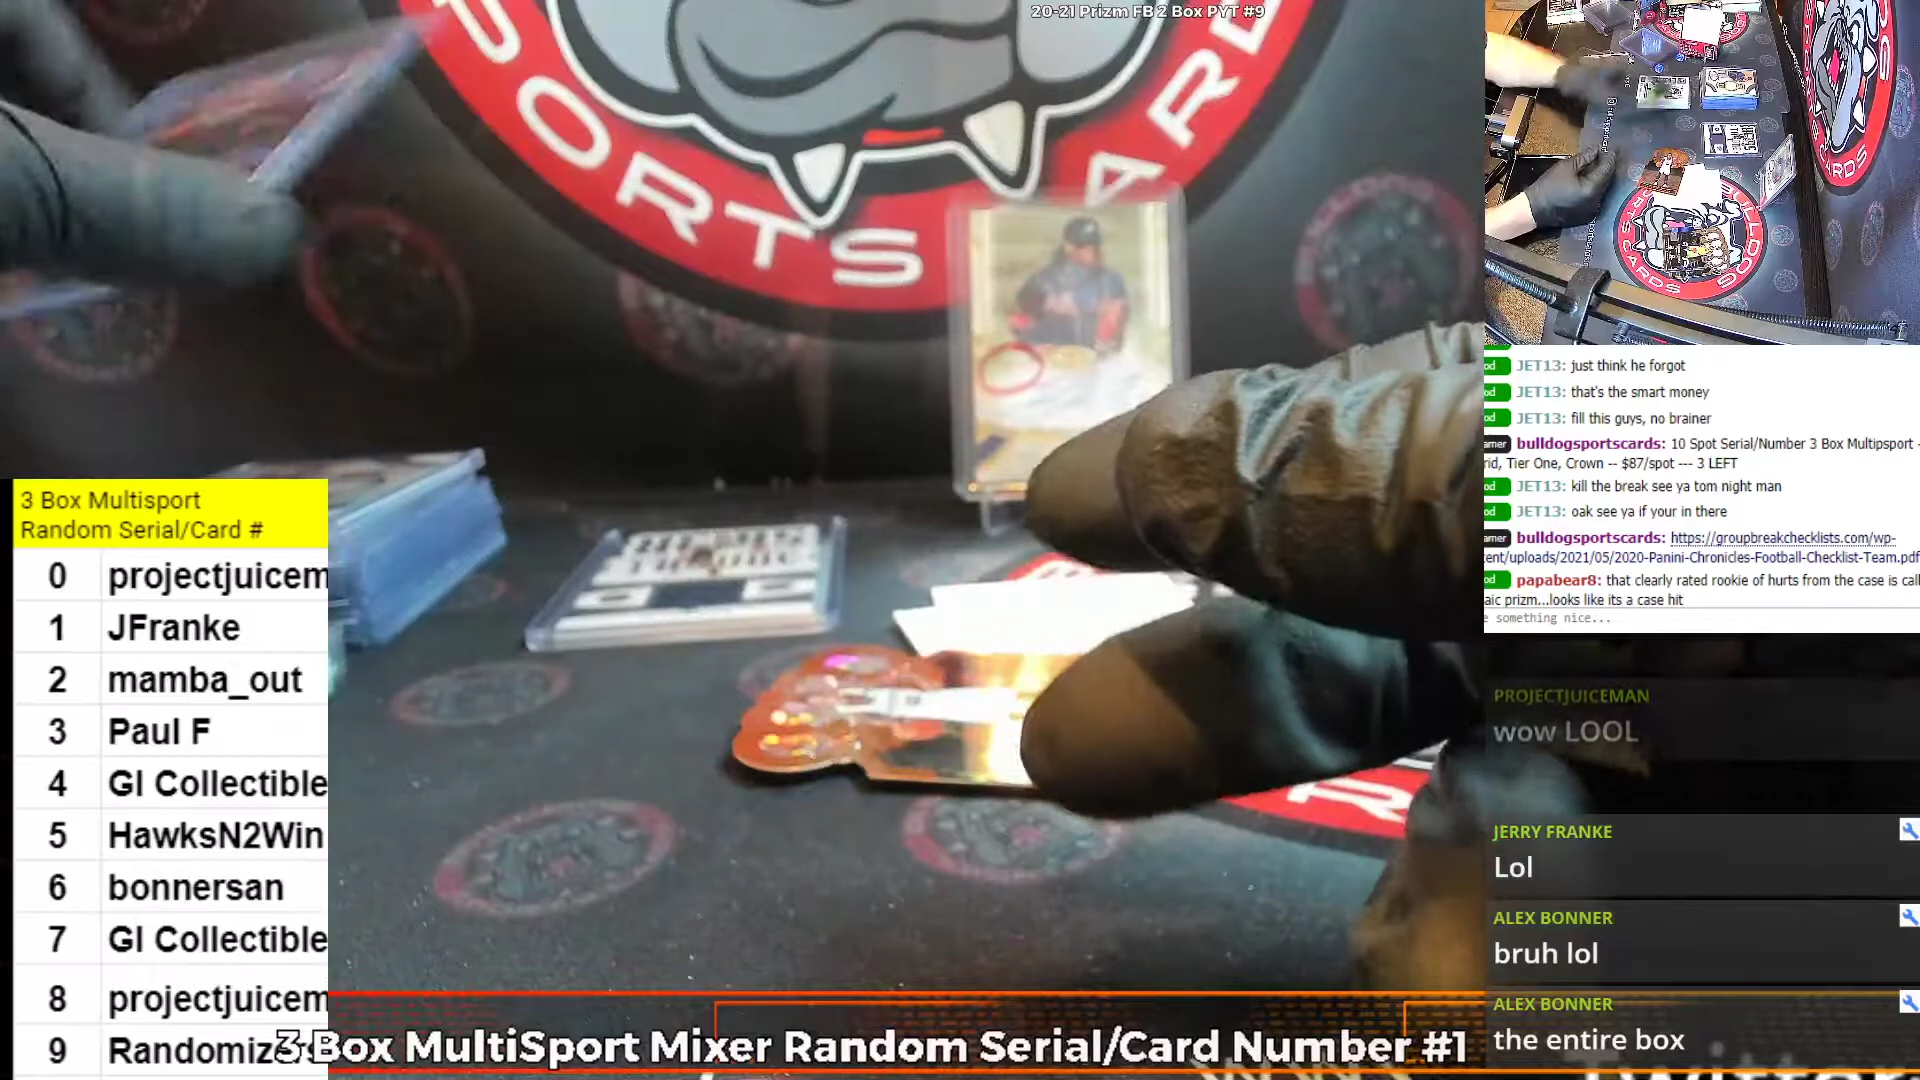 20-21 Prizm FB 2 Box PYT #9
SPORTS CARDS
3 Box Multisport
Random Serial/Card #
0 projectjuicem
1 JFranke
2 mamba_out
3 Paul F
4 GI Collectible
5 HawksN2Win
6 bonnersan
7 GI Collectible
8 projectjuicem
9 Randomiz
3 Box MultiSport Mixer Random Serial/Card Number #1
JET13: just think he forgot
JET13: that's the smart money
JET13: fill this guys, no brainer
bulldogsportscards: 10 Spot Serial/Number 3 Box Multipsport -
rid, Tier One, Crown -- $87/spot --- 3 LEFT
JET13: kill the break see ya tom night man
JET13: oak see ya if your in there
bulldogsportscards: https://groupbreakchecklists.com/wp-
ent/uploads/2021/05/2020-Panini-Chronicles-Football-Checklist-Team.pdf
papabear8: that clearly rated rookie of hurts from the case is call
aic prizm...looks like its a case hit
something nice...
PROJECTJUICEMAN
wow LOOL
JERRY FRANKE
Lol
ALEX BONNER
bruh lol
ALEX BONNER
the entire box